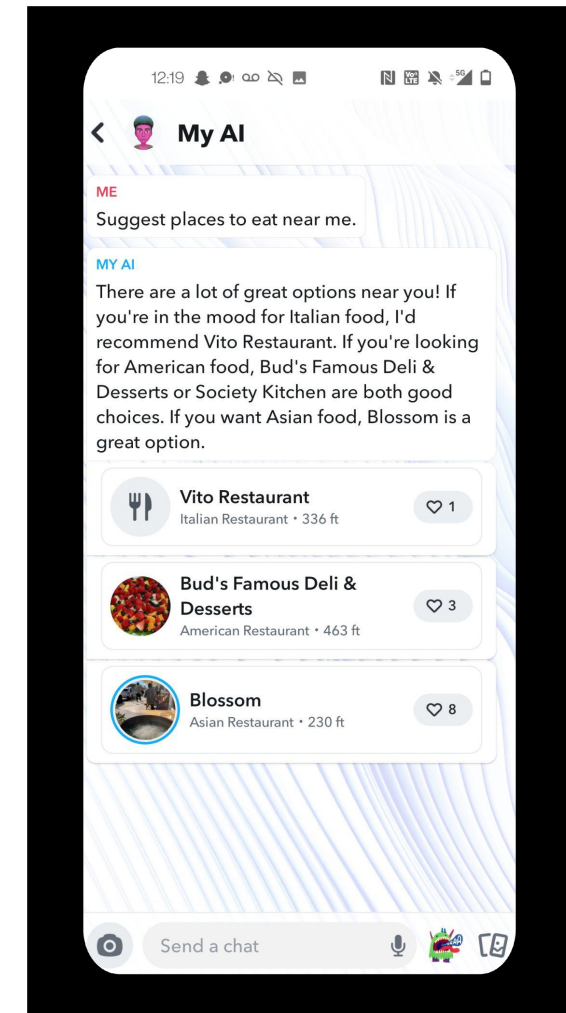 12:19
5G
VoD LTE
My AI
ME
Suggest places to eat near me.
MY AI
There are a lot of great options near you! If
you're in the mood for Italian food, I'd
recommend Vito Restaurant. If you're looking
for American food, Bud's Famous Deli &
Desserts or Society Kitchen are both good
choices. If you want Asian food, Blossom is a
great option.
Vito Restaurant
Italian Restaurant • 336 ft
1
Bud's Famous Deli &
Desserts
American Restaurant • 463 ft
3
Blossom
Asian Restaurant • 230 ft
8
Send a chat